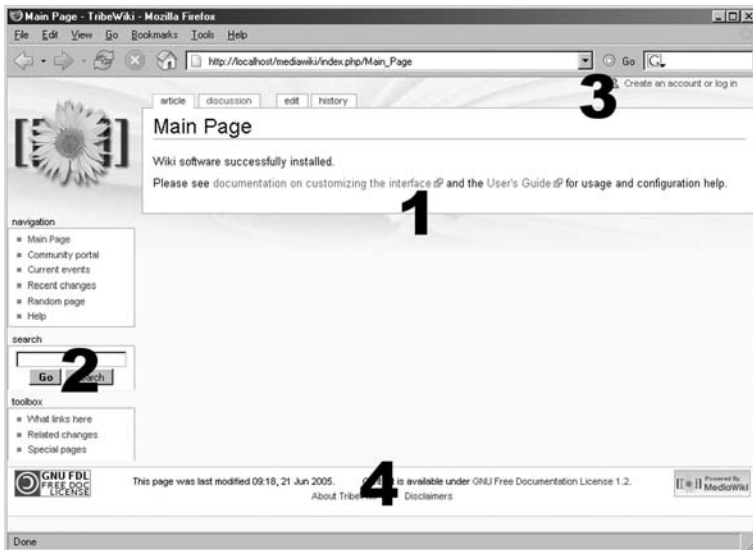 Main Page - TribeWiki - Mozilla Firefox
File Edit View Go Bookmarks Tools Help
http://localhost/mediawiki/index.php/Main_Page Go G
3
Create an account or log in
article discussion edit history
Main Page
Wiki software successfully installed.
Please see documentation on customizing the interface and the User's Guide for usage and configuration help.
1
navigation
Main Page
Community portal
Current events
Recent changes
Random page
Help
search
2
Go
toolbox
What links here
Related changes
Special pages
4
GNU FDL
FREE DOC
LICENSE
This page was last modified 09:18, 21 Jun 2005. is available under GNU Free Documentation License 1.2.
About Disclaimers
Powered By
MediaWiki
Done